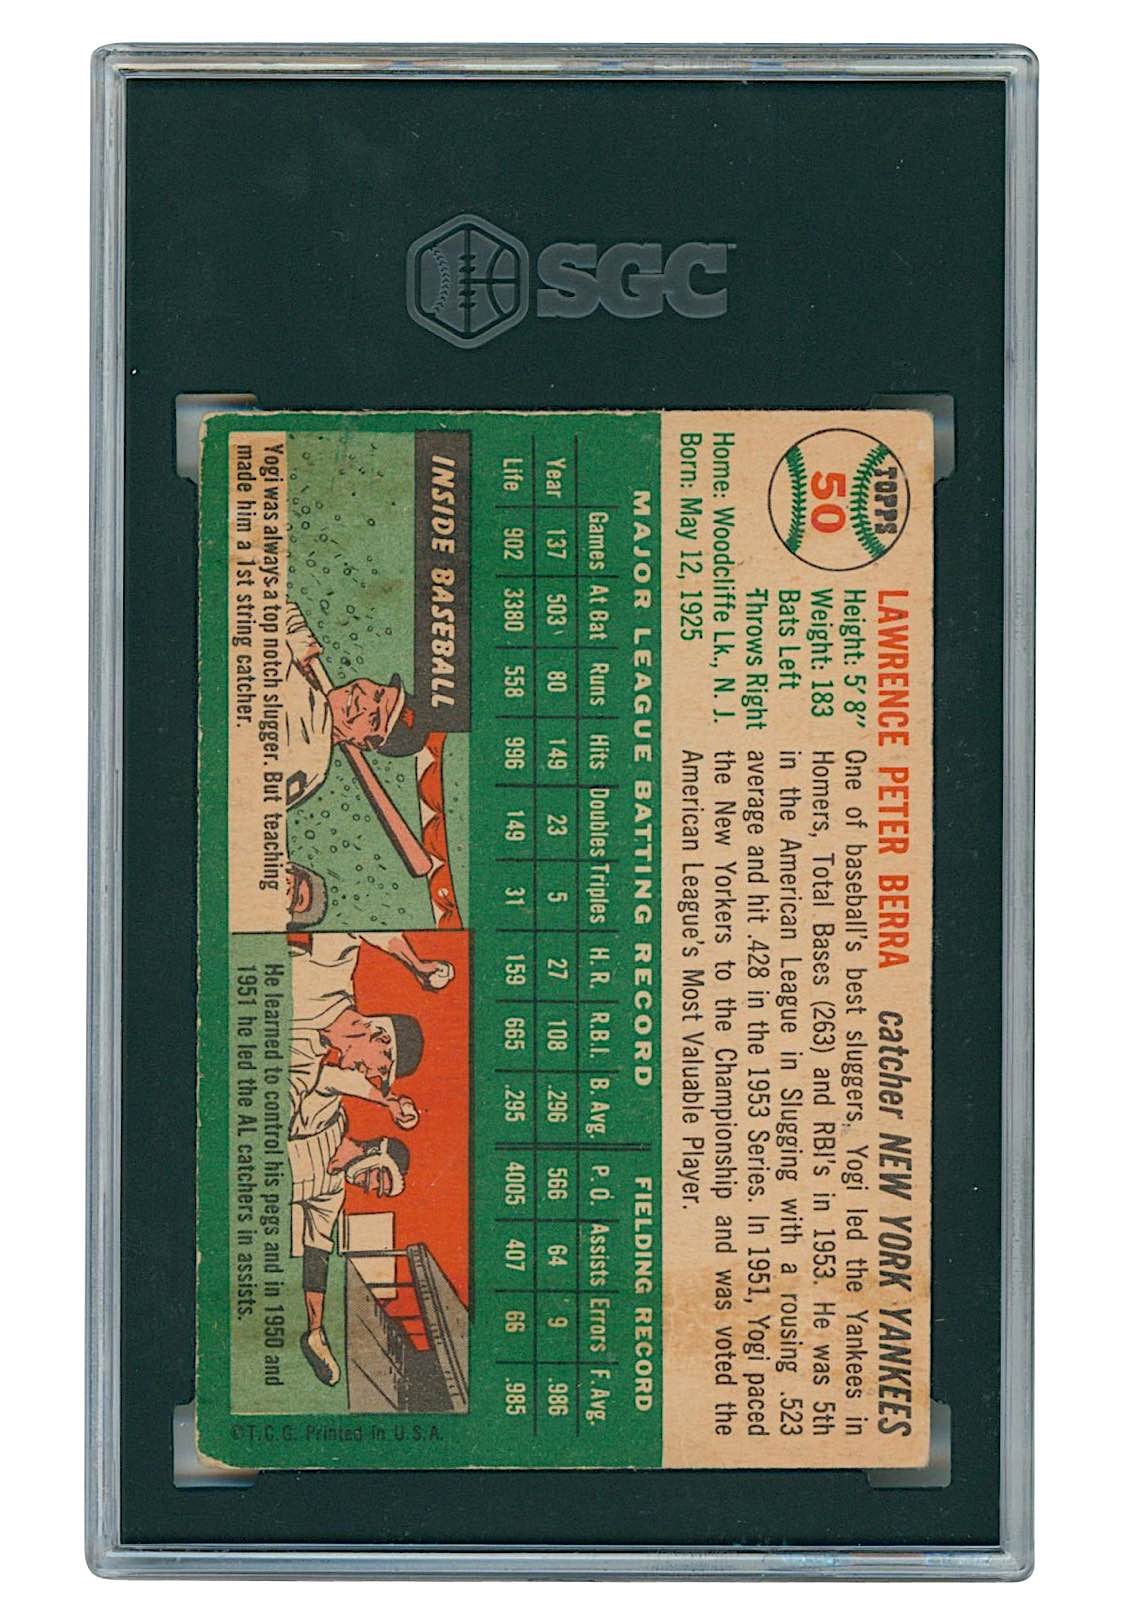 SGC
TOPPS
50
LAWRENCE PETER BERRA catcher NEW YORK YANKEES
Height: 5' 8"
Weight: 183
Bats Left
Throws Right
Home: Woodcliffe Lk., N. J.
Born: May 12, 1925
One of baseball's best sluggers, Yogi led the Yankees in
Homers, Total Bases (263) and RBI's in 1953. He was 5th
in the American League in Slugging with a rousing .523
average and hit .428 in the 1953 Series. In 1951, Yogi paced
the New Yorkers to the Championship and was voted the
American League's Most Valuable Player.
MAJOR LEAGUE BATTING RECORD FIELDING RECORD
Games At Bat Runs Hits Doubles Triples H. R. R.B.I. B. Avg. P. O. Assists Errors F. Avg.
Year 137 503 80 149 23 5 27 108 .296 566 64 9 .986
Life 902 3380 558 996 149 31 159 665 .295 4005 407 66 .985
INSIDE BASEBALL
Yogi was always a top notch slugger. But teaching
made him a 1st string catcher.
He learned to control his pegs and in 1950 and
1951 he led the AL catchers in assists.
©T.C.G. Printed in U.S.A.